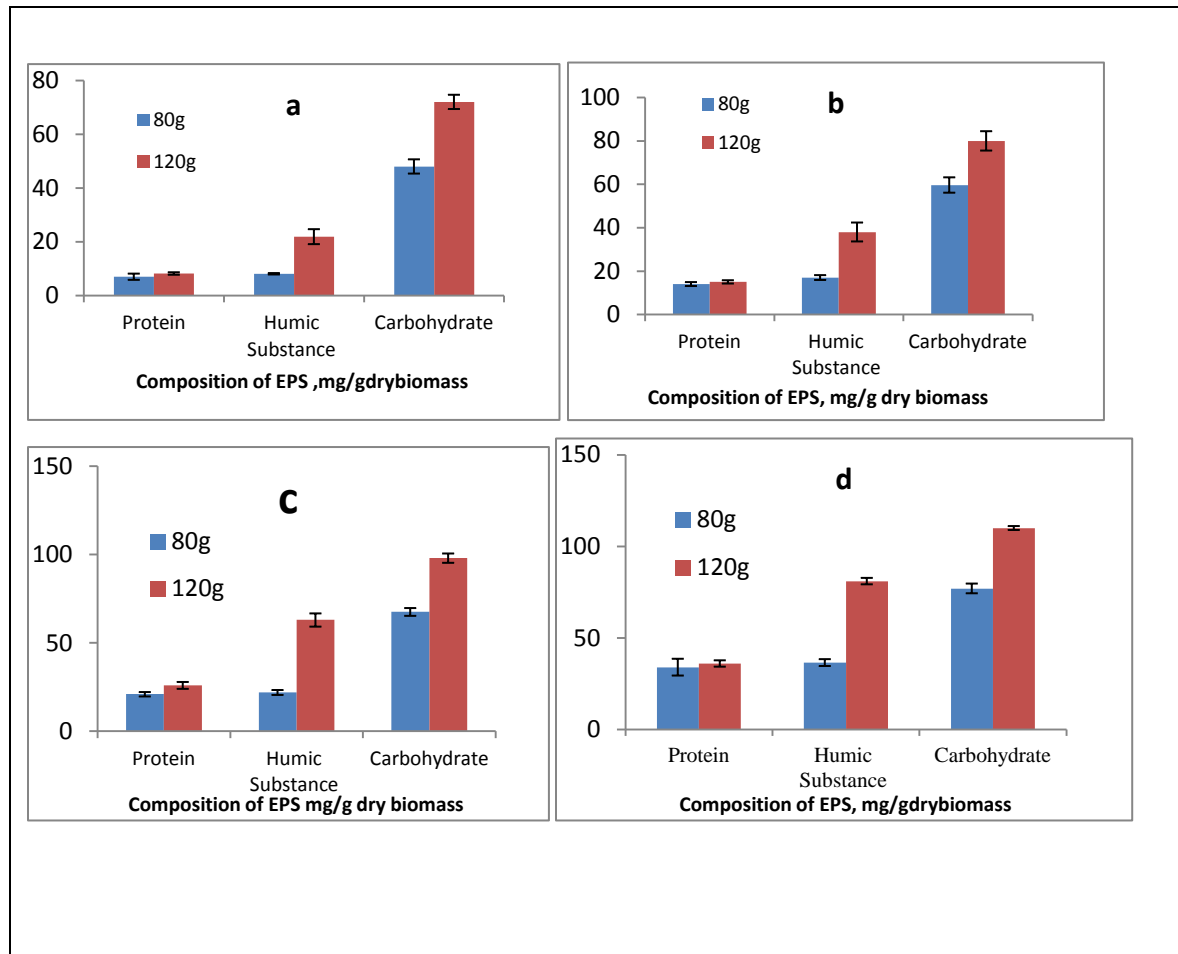 80
60
40
20
0
a
80g
120g
Protein
Humic
Substance
Carbohydrate
Composition of EPS ,mg/gdrybiomass
100
80
60
40
20
0
b
80g
120g
Protein
Humic
Substance
Carbohydrate
Composition of EPS, mg/g dry biomass
150
100
50
0
c
80g
120g
Protein
Humic
Substance
Carbohydrate
Composition of EPS mg/g dry biomass
150
100
50
0
d
80g
120g
Protein
Humic
Substance
Carbohydrate
Composition of EPS, mg/gdrybiomass